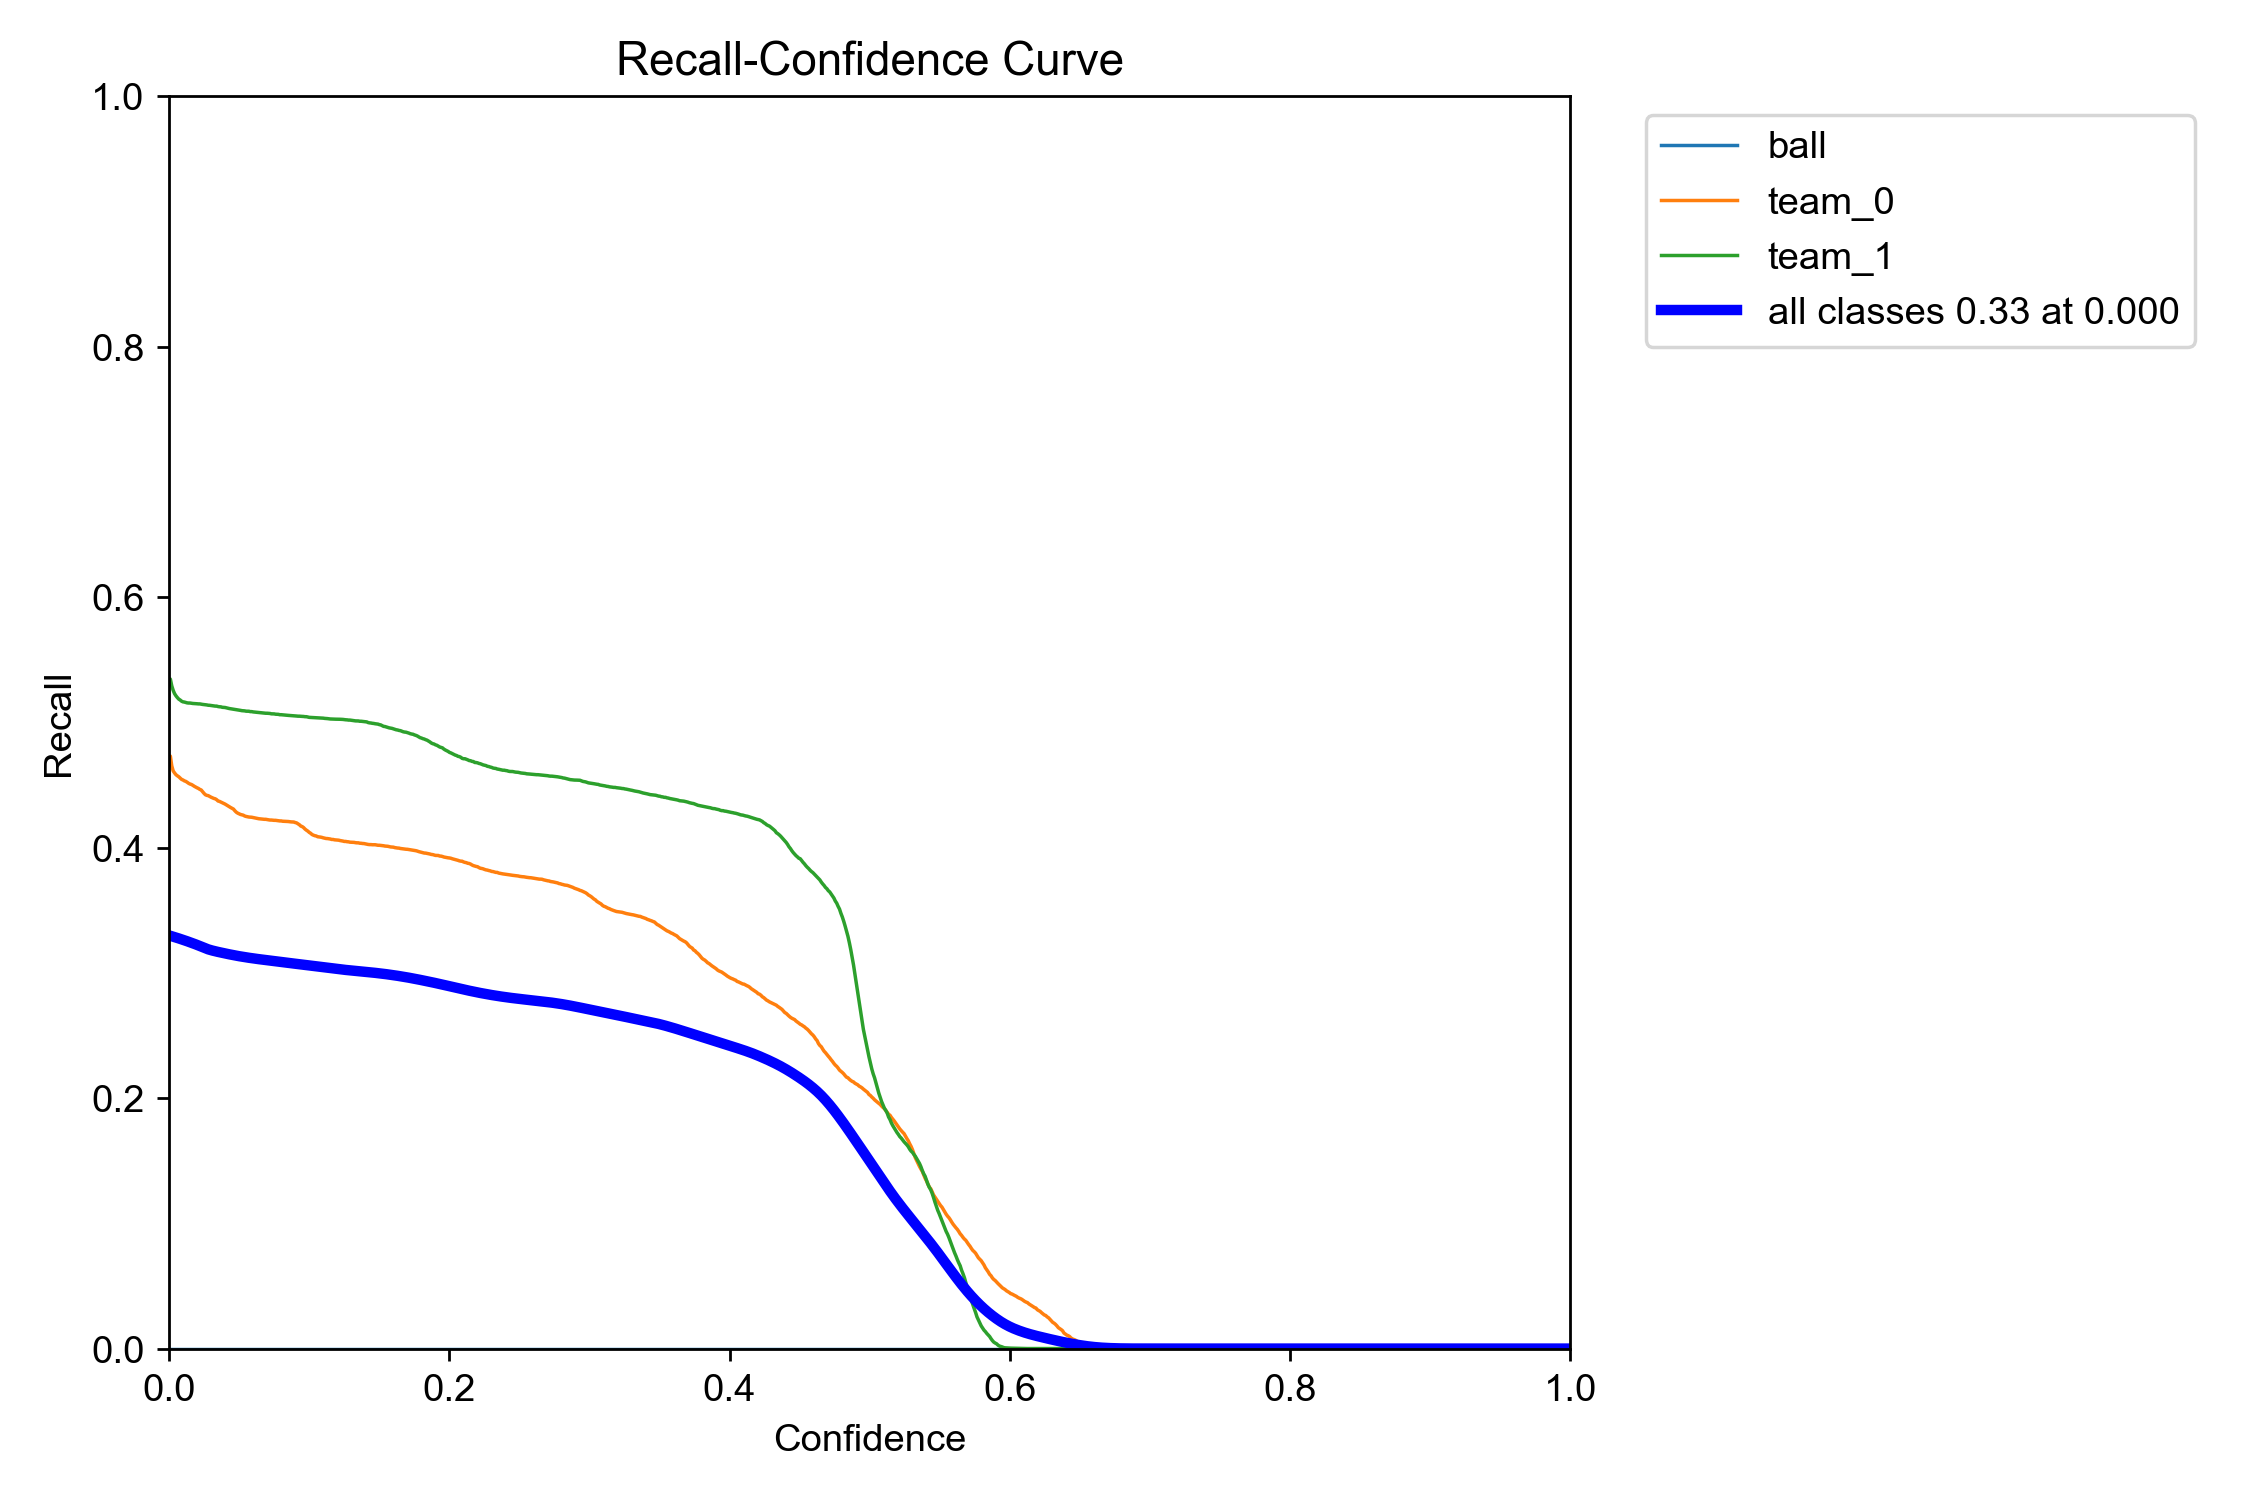 Recall-Confidence Curve
1.0
0.8
0.6
0.4
0.2
0.0
Recall
0.0 0.2 0.4 0.6 0.8 1.0
Confidence
ball
team_0
team_1
all classes 0.33 at 0.000